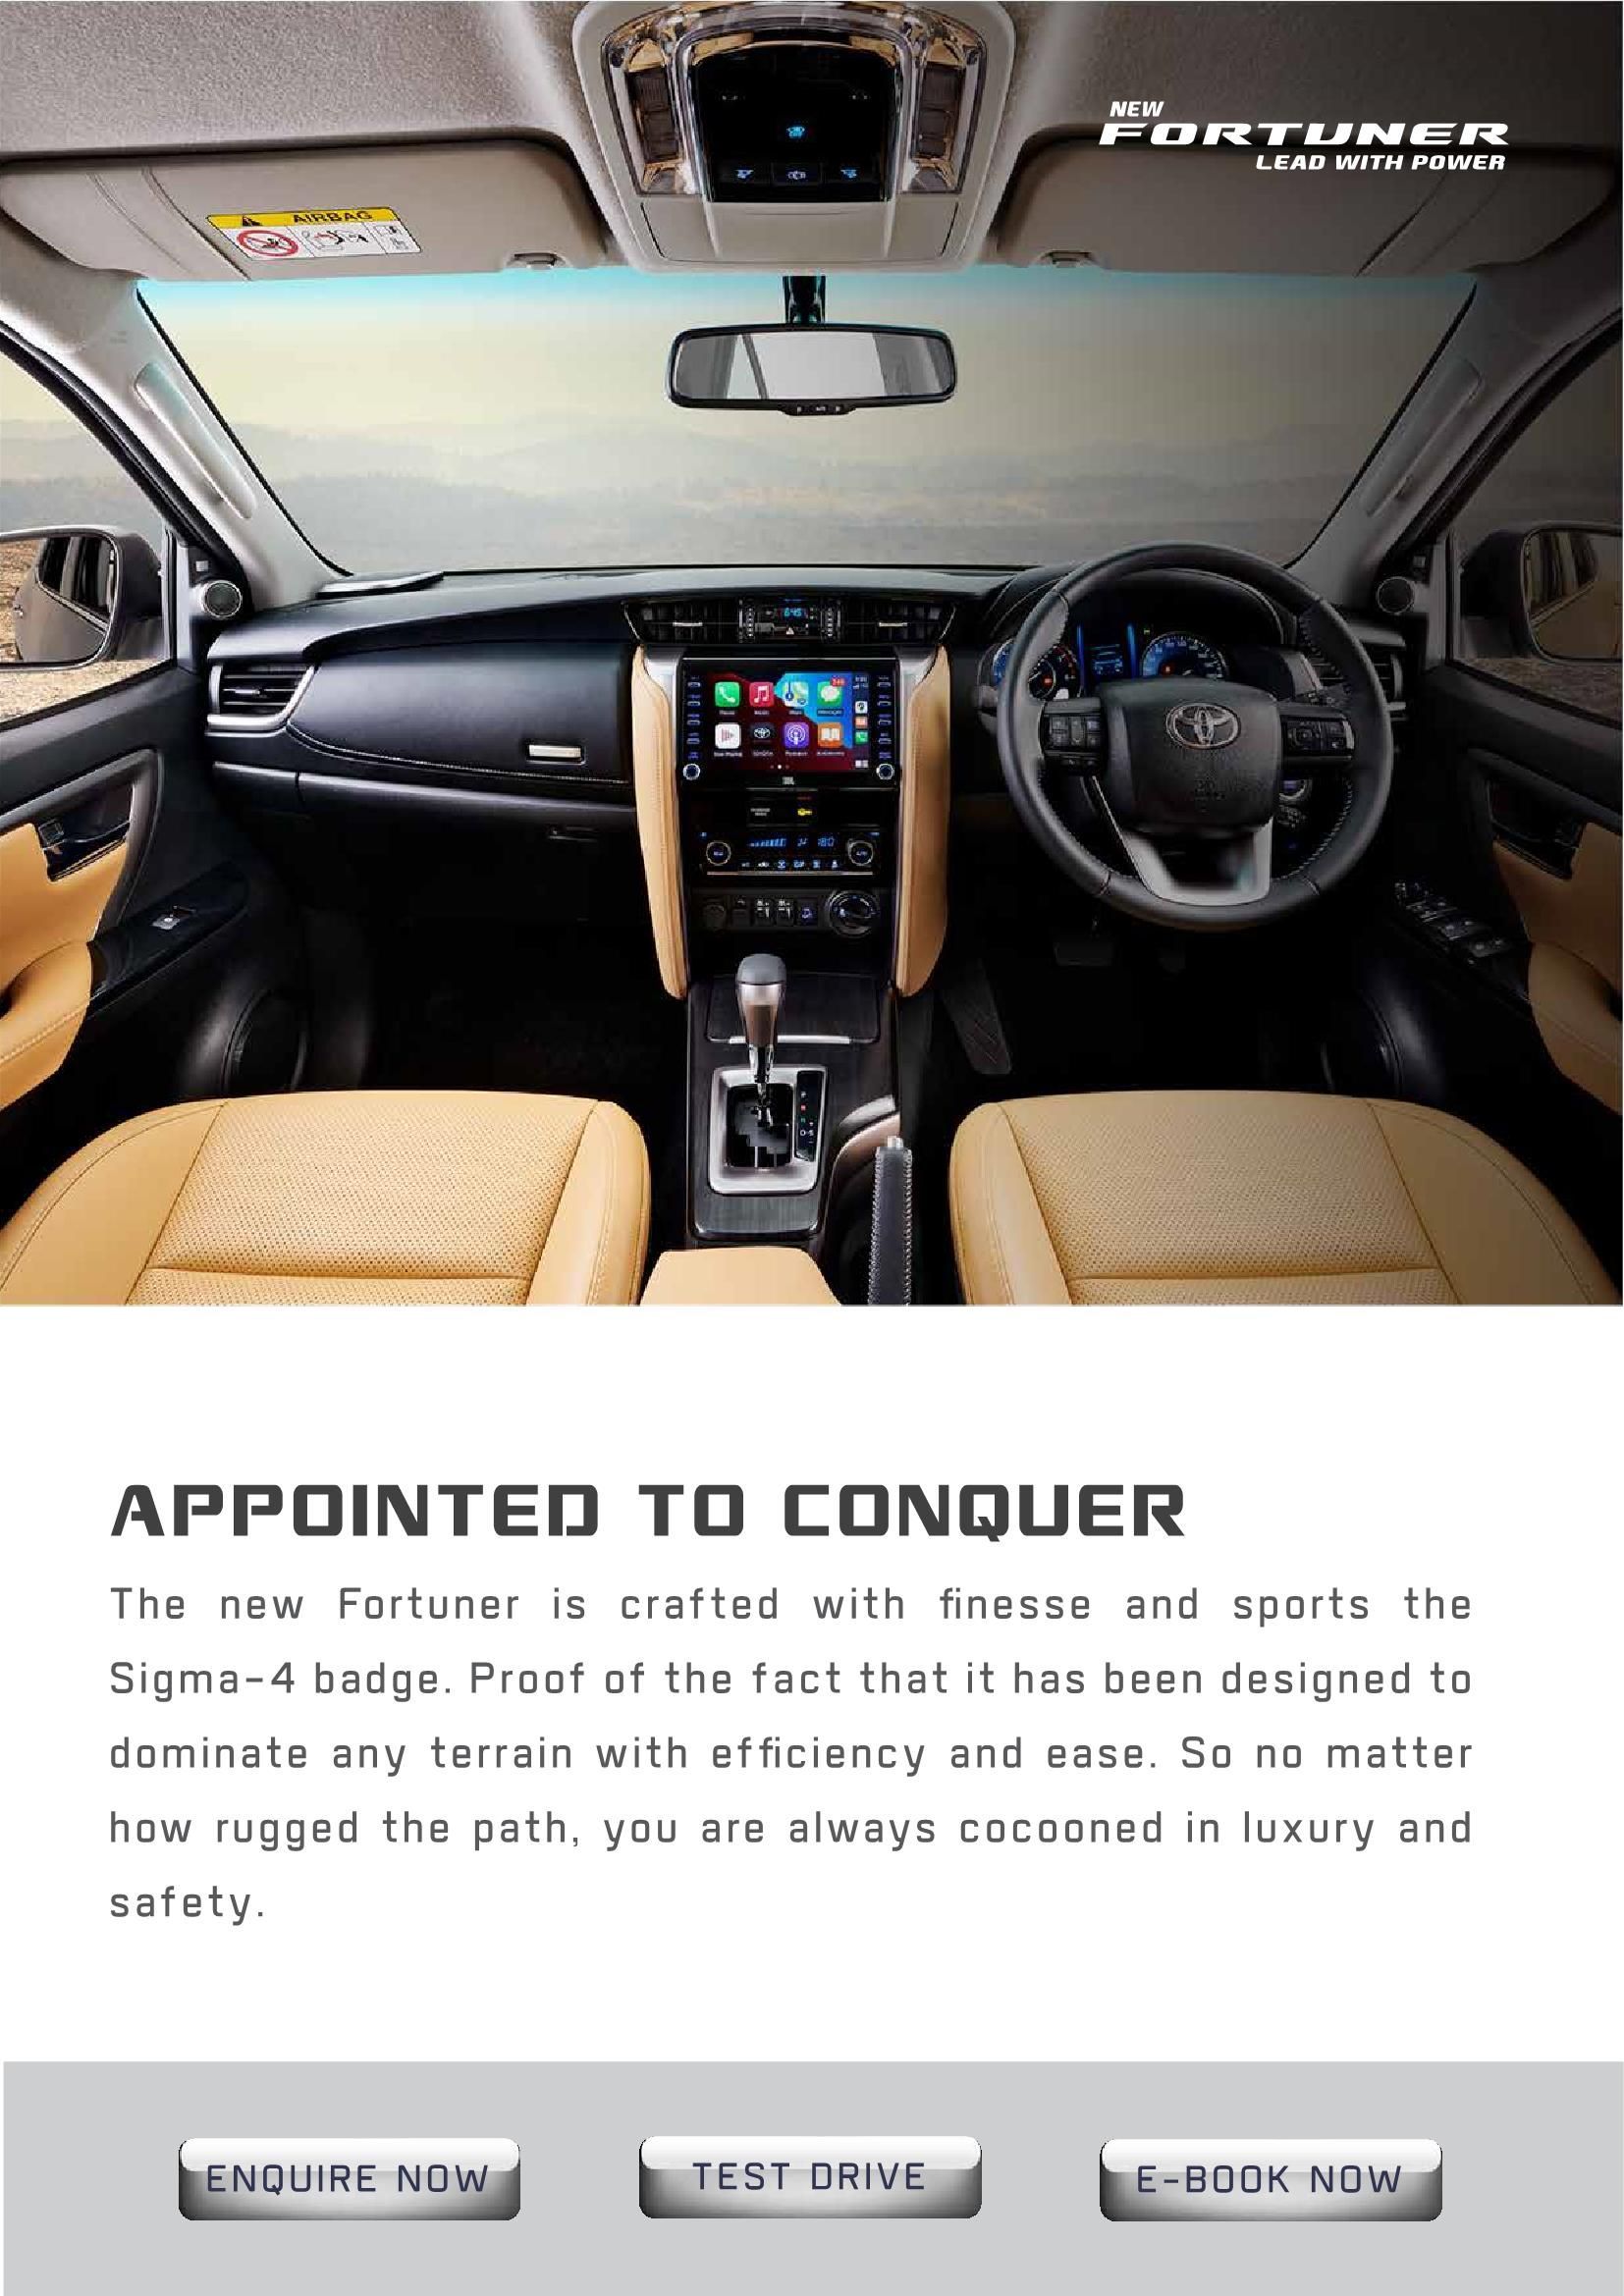 NEW
FORTUNER
LEAD WITH POWER
AIRBAG
JBL
APPOINTED TO CONQUER
The new Fortuner is crafted with finesse and sports the
Sigma-4 badge. Proof of the fact that it has been designed to
dominate any terrain with efficiency and ease. So no matter
how rugged the path, you are always cocooned in luxury and
safety.
ENQUIRE NOW
TEST DRIVE
E-BOOK NOW